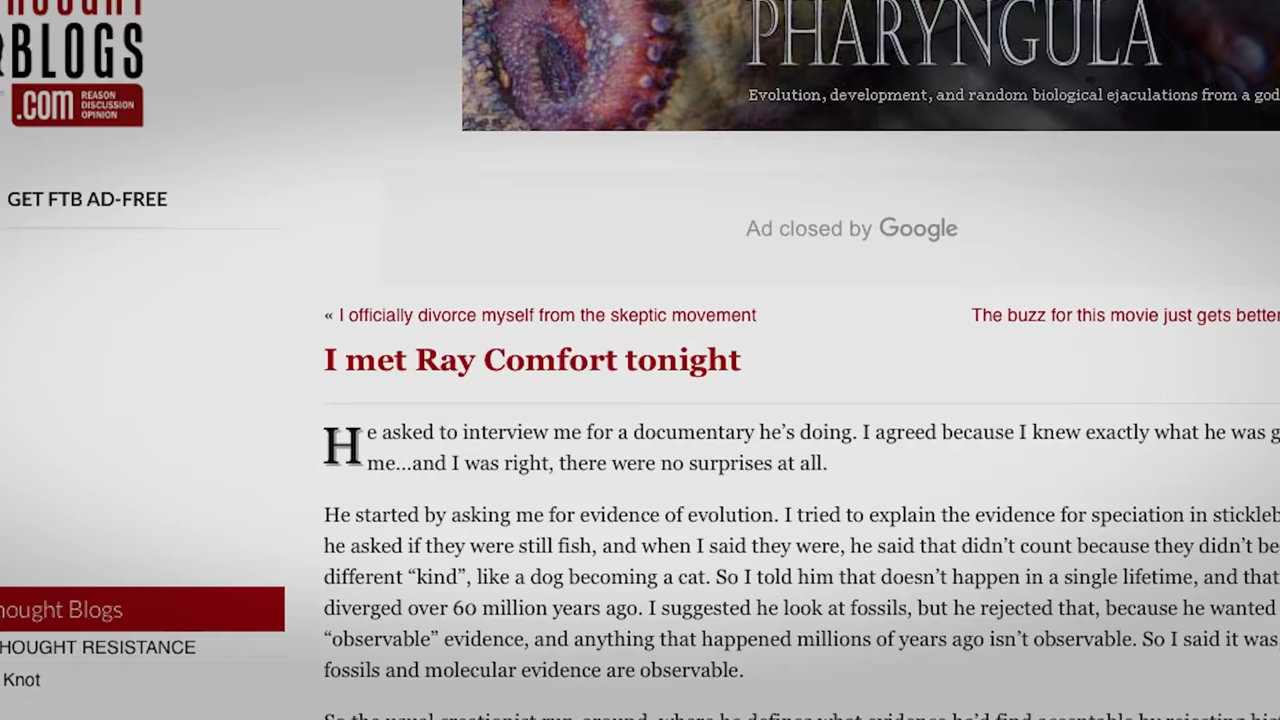 BLOGS
.com REASON DISCUSSION OPINION
PHARYNGULA
Evolution, development, and random biological ejaculations from a god
GET FTB AD-FREE
Ad closed by Google
« I officially divorce myself from the skeptic movement
The buzz for this movie just gets better
I met Ray Comfort tonight
He asked to interview me for a documentary he's doing. I agreed because I knew exactly what he was
me...and I was right, there were no surprises at all.
He started by asking me for evidence of evolution. I tried to explain the evidence for speciation in
he asked if they were still fish, and when I said they were, he said that didn't count because they didn't
different “kind”, like a dog becoming a cat. So I told him that doesn't happen in a single lifetime, and that
diverged over 60 million years ago. I suggested he look at fossils, but he rejected that, because he wanted
“observable” evidence, and anything that happened millions of years ago isn't observable. So I said it was
fossils and molecular evidence are observable.
hought Blogs
HOUGHT RESISTANCE
Knot